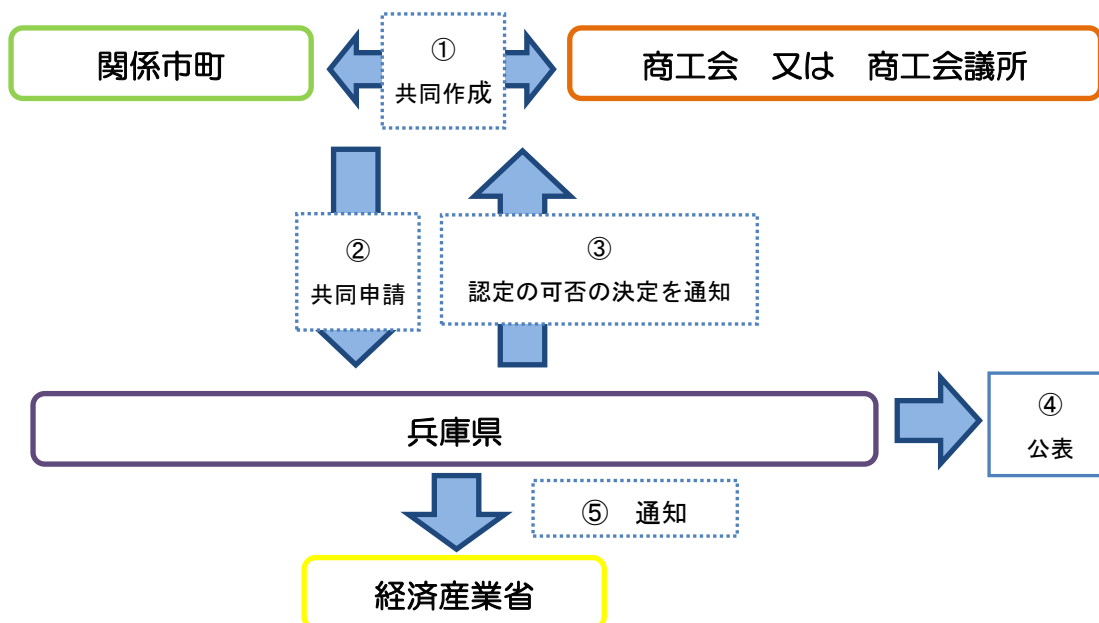 関係市町
①
共同作成
商工会　又は　商工会議所
②
共同申請
③
認定の可否の決定を通知
兵庫県
④
公表
⑤　通知
経済産業省